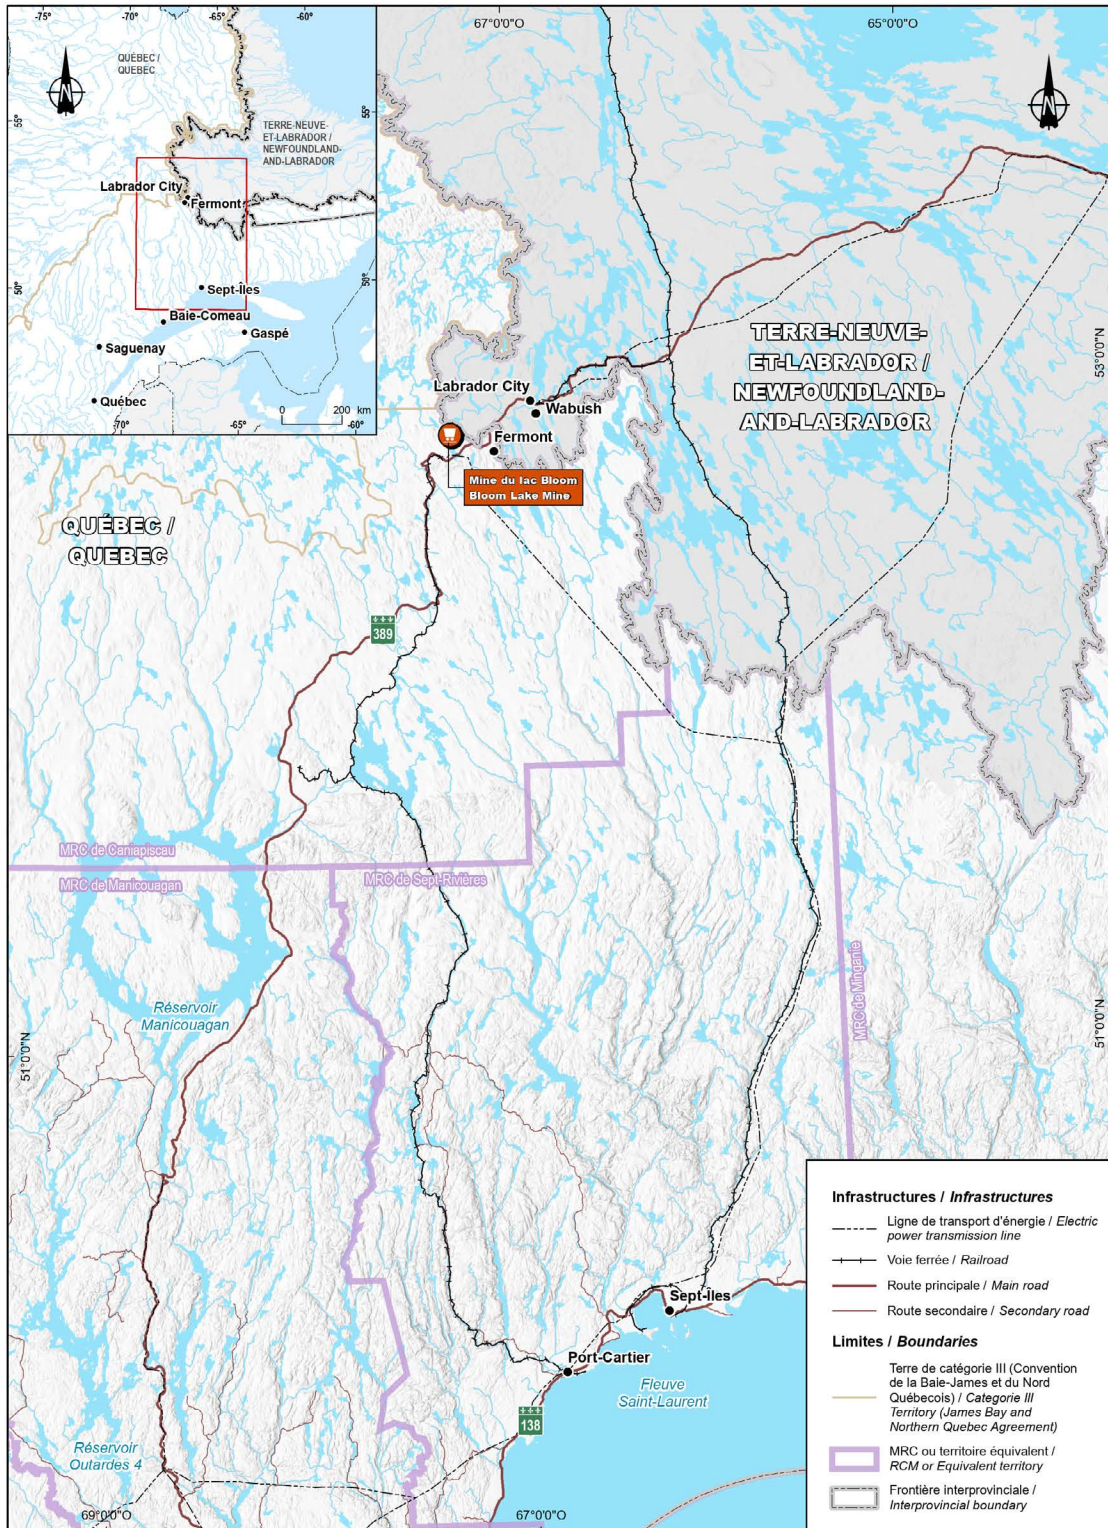 -75°
-70°
-65°
-60°
QUÉBEC /
QUEBEC
55°
55°
TERRE-NEUVE-
ET-LABRADOR /
NEWFOUNDLAND-
AND-LABRADOR
Labrador City
Fermont
50°
50°
Sept-Îles
Baie-Comeau
Gaspé
Saguenay
Québec
0 200 km
-70°
-65°
-60°
67°0'0"O
65°0'0"O
53°0'0"N
TERRE-NEUVE-
ET-LABRADOR /
NEWFOUNDLAND-
AND-LABRADOR
Labrador City
Wabush
Fermont
Mine du lac Bloom
Bloom Lake Mine
QUÉBEC /
QUEBEC
389
MRC de Caniapiscau
MRC de Manicouagan
MRC de Sept-Rivières
MRC de Minganie
Réservoir
Manicouagan
51°0'0"N
51°0'0"N
Sept-Îles
Port-Cartier
Fleuve
Saint-Laurent
138
Réservoir
Outardes 4
69°0'0"O
67°0'0"O
Infrastructures / Infrastructures
Ligne de transport d'énergie / Electric
power transmission line
Voie ferrée / Railroad
Route principale / Main road
Route secondaire / Secondary road
Limites / Boundaries
Terre de catégorie III (Convention
de la Baie-James et du Nord
Québecois) / Categorie III
Territory (James Bay and
Northern Quebec Agreement)
MRC ou territoire équivalent /
RCM or Equivalent territory
Frontière interprovinciale /
Interprovincial boundary